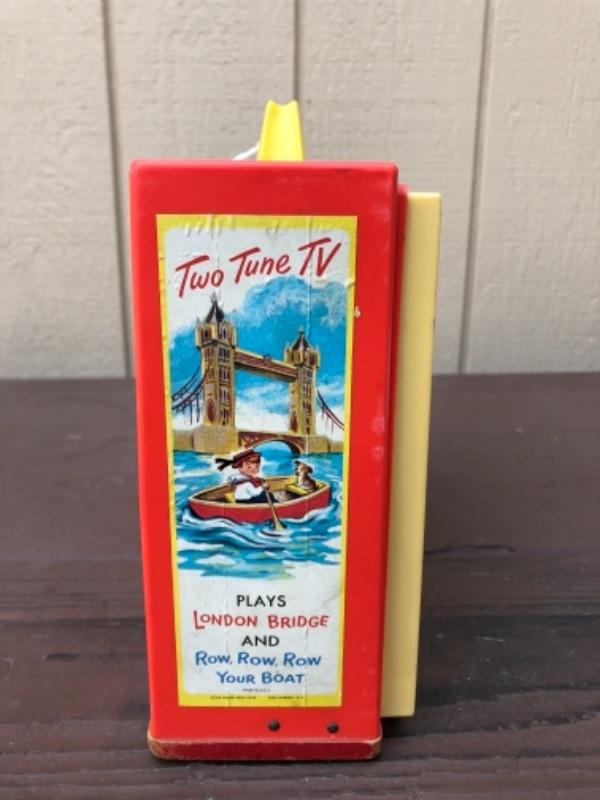 Two Tune TV
PLAYS
LONDON BRIDGE
AND
ROW, ROW, ROW
YOUR BOAT